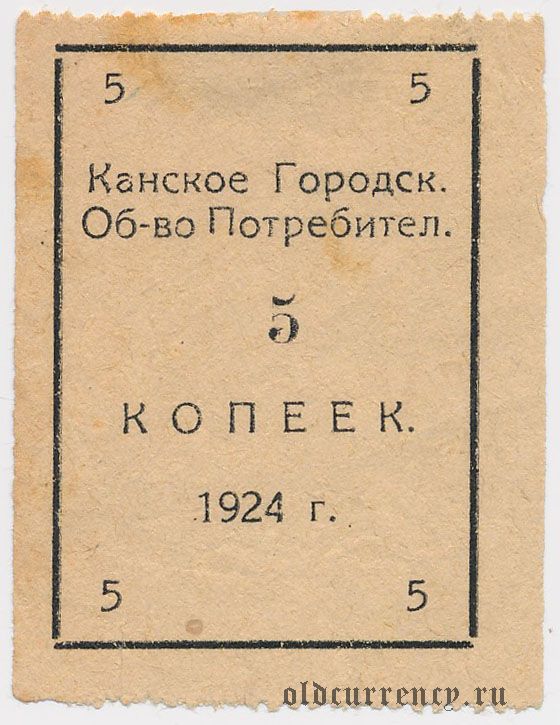 5 5
Канское Городск.
Об-во Потребител.
5
КОПЕЕК.
1924 г.
5 5
oldcurrency.ru